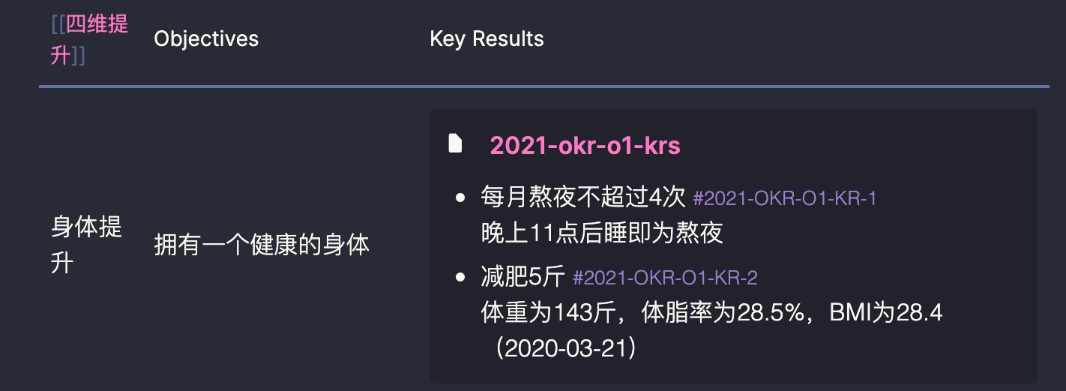 [[四维提
升]]
Objectives
Key Results
身体提
升
拥有一个健康的身体
2021-okr-o1-krs
每月熬夜不超过4次 #2021-OKR-O1-KR-1
晚上11点后睡即为熬夜
减肥5斤 #2021-OKR-O1-KR-2
体重为143斤，体脂率为28.5%，BMI为28.4
（2020-03-21）